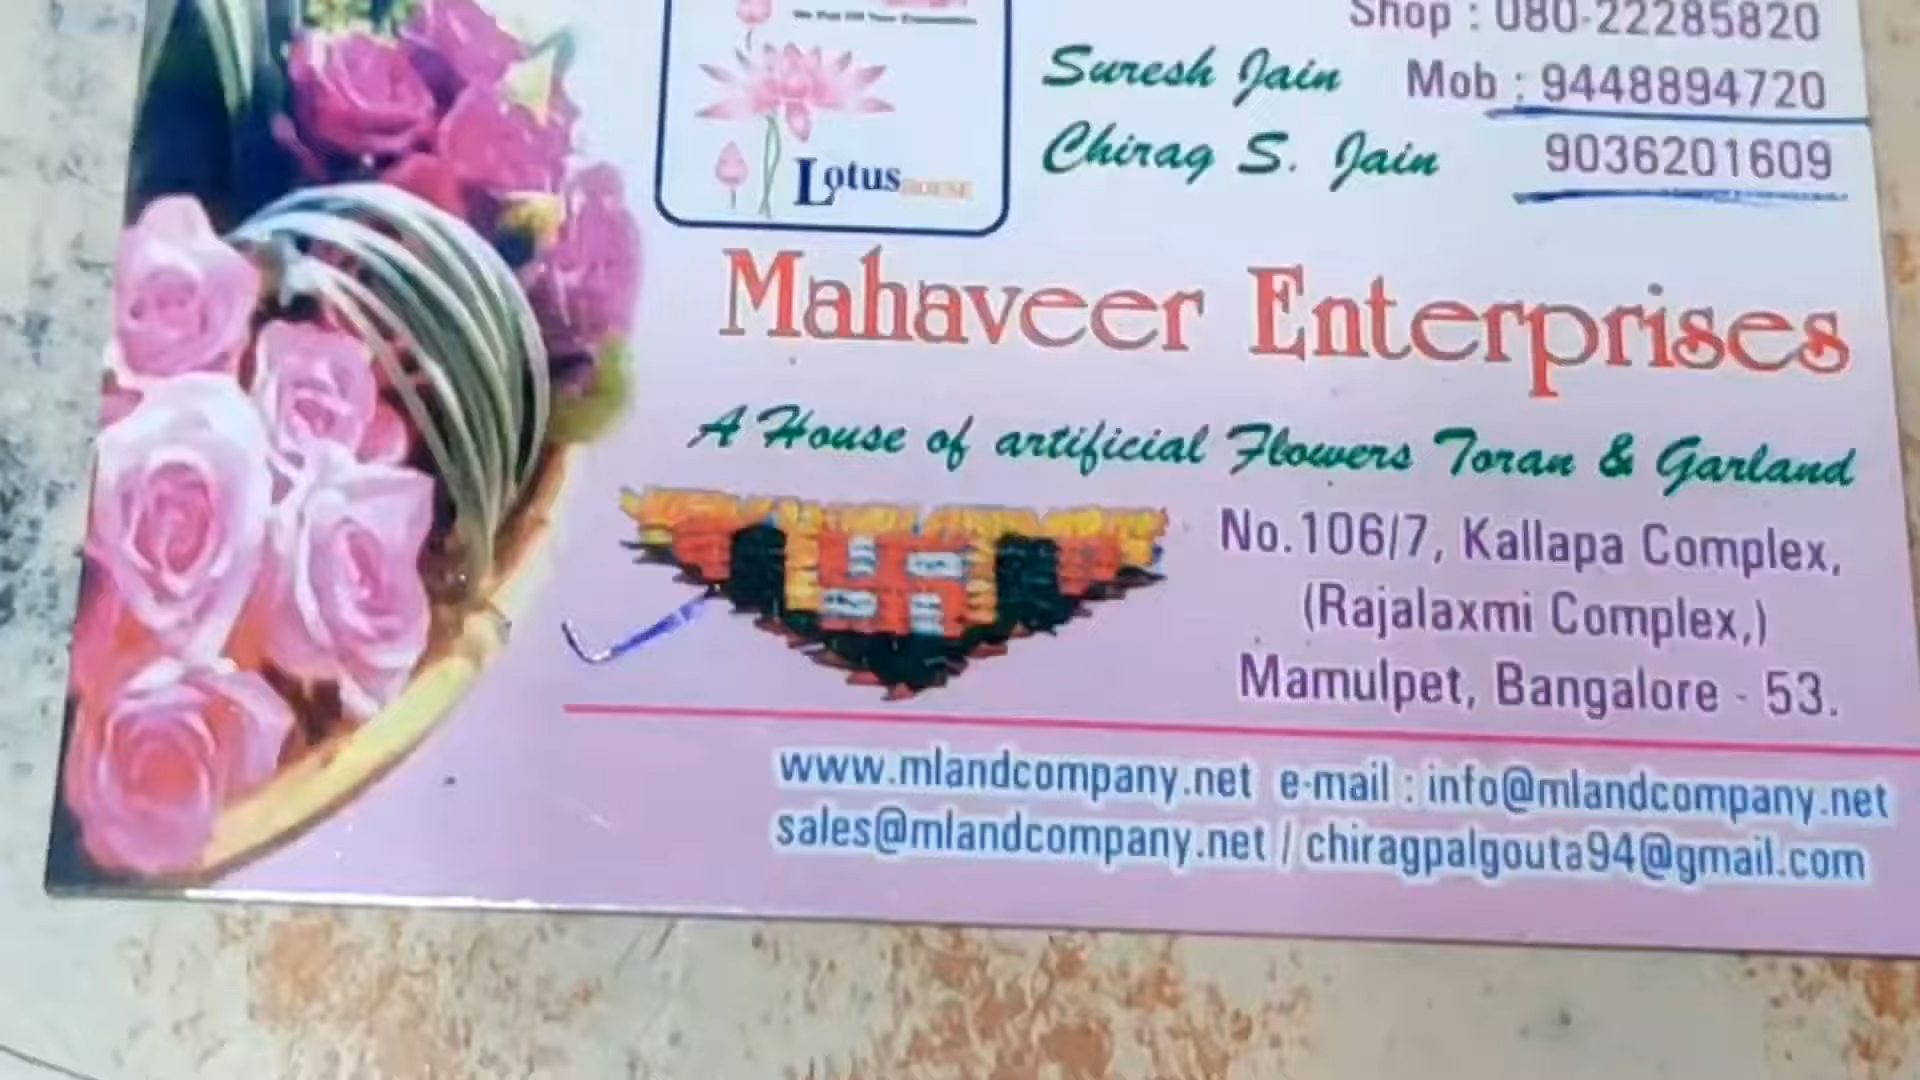 Shop : 080-22285820
Suresh Jain Mob : 9448894720
Chirag S. Jain 9036201609
Lotus HOUSE
Mahaveer Enterprises
A House of artificial Flowers Toran & Garland
No.106/7, Kallapa Complex,
(Rajalaxmi Complex,)
Mamulpet, Bangalore - 53.
www.mlandcompany.net e-mail : info@mlandcompany.net
sales@mlandcompany.net / chiragpalgouta94@gmail.com